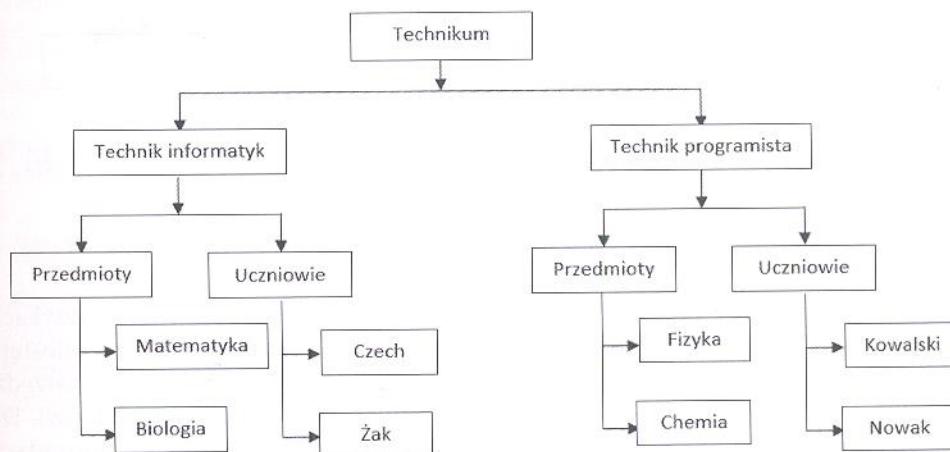 Technikum
Technik informatyk
Technik programista
Przedmioty
Uczniowie
Przedmioty
Uczniowie
Matematyka
Czech
Fizyka
Kowalski
Biologia
Żak
Chemia
Nowak